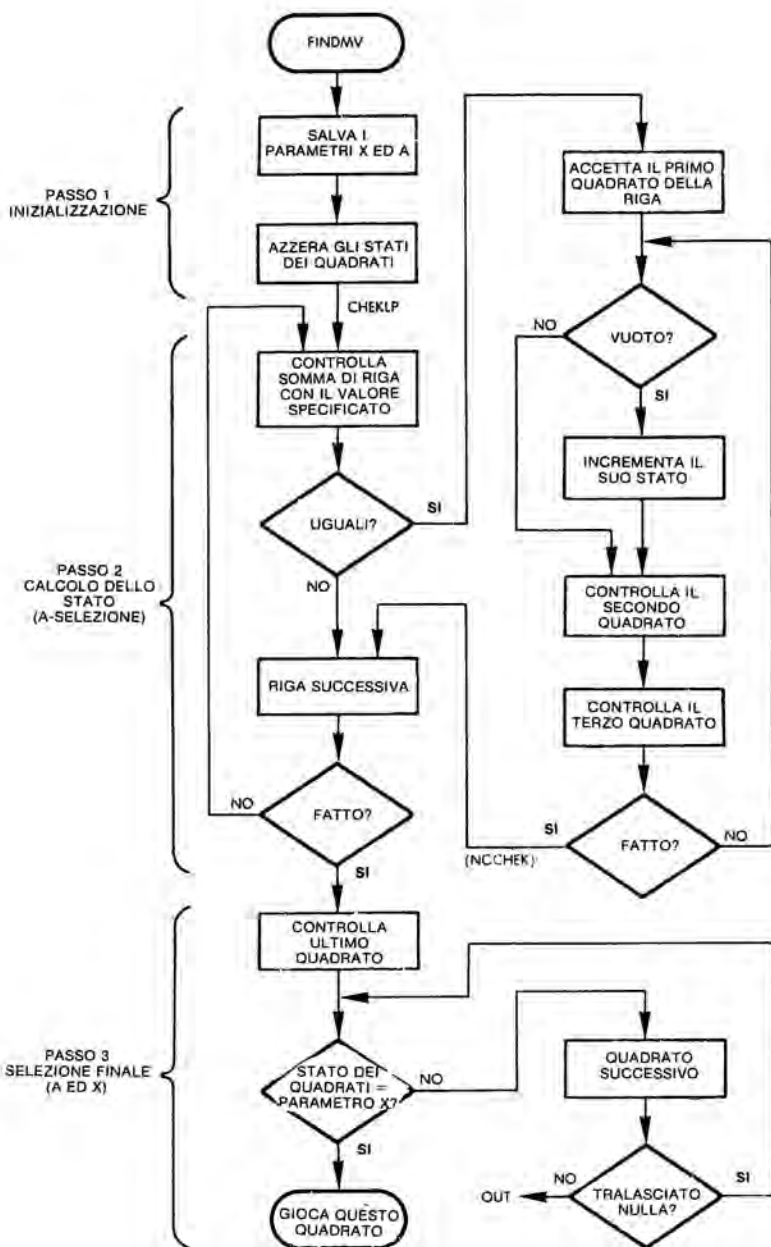 FINDMV
SALVA I
PARAMETRI X ED A
PASSO 1
INIZIALIZZAZIONE
AZZERA GLI STATI
DEI QUADRATI
CHEKLP
CONTROLLA
SOMMA DI RIGA
CON IL VALORE
SPECIFICATO
UGUALI?
SI
NO
PASSO 2
CALCOLO DELLO
STATO
(A-SELEZIONE)
RIGA SUCCESSIVA
FATTO?
NO
SI
ACCETTA IL PRIMO
QUADRATO DELLA
RIGA
VUOTO?
NO
SI
INCREMENTA IL
SUO STATO
CONTROLLA IL
SECONDO
QUADRATO
CONTROLLA IL
TERZO QUADRATO
FATTO?
SI
(NCCHEK)
NO
CONTROLLA
ULTIMO
QUADRATO
PASSO 3
SELEZIONE FINALE
(A ED X)
STATO DEI
QUADRATI =
PARAMETRO X?
NO
SI
GIOCA QUESTO
QUADRATO
QUADRATO
SUCCESSIVO
TRALASCIATO
NULLA?
NO
SI
OUT